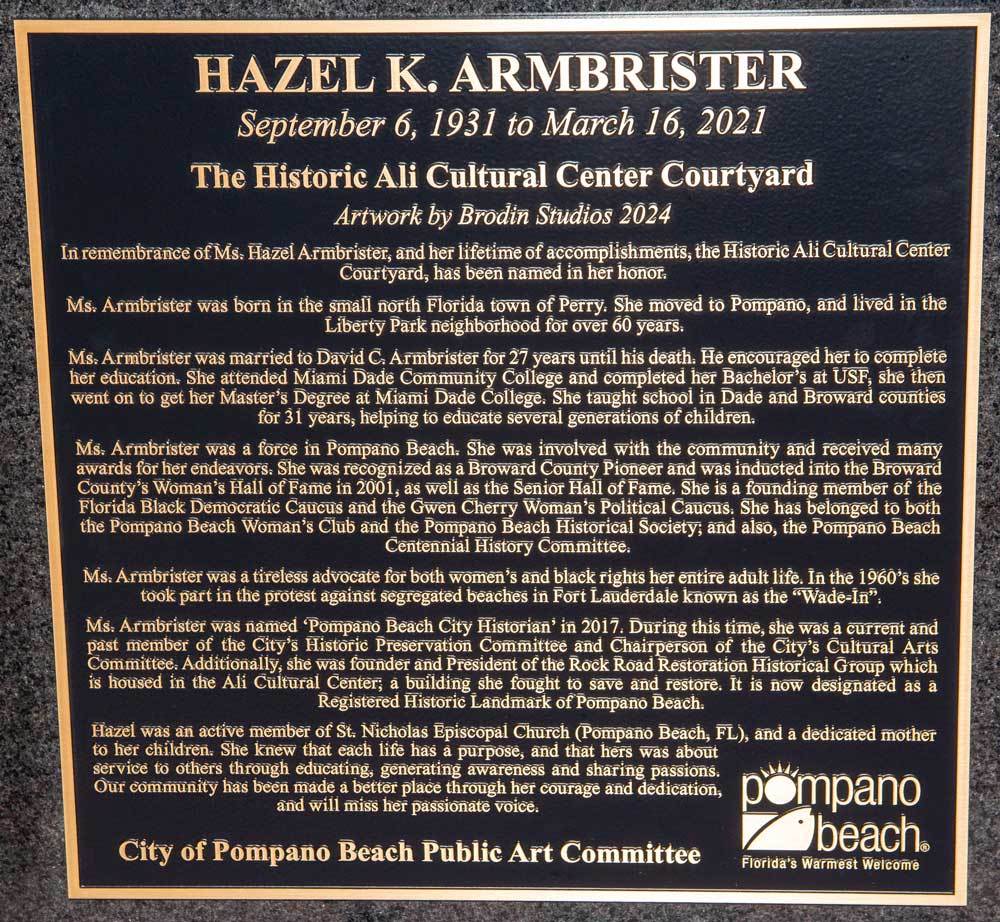 HAZEL K. ARMBRISTER
September 6, 1931 to March 16, 2021
The Historic Ali Cultural Center Courtyard
Artwork by Brodin Studios 2024
In remembrance of Ms. Hazel Armbrister, and her lifetime of accomplishments, the Historic Ali Cultural Center
Courtyard, has been named in her honor.
Ms. Armbrister was born in the small north Florida town of Perry. She moved to Pompano, and lived in the
Liberty Park neighborhood for over 60 years.
Ms. Armbrister was married to David C. Armbrister for 27 years until his death. He encouraged her to complete
her education. She attended Miami Dade Community College and completed her Bachelor's at USF, she then
went on to get her Master's Degree at Miami Dade College. She taught school in Dade and Broward counties
for 31 years, helping to educate several generations of children.
Ms. Armbrister was a force in Pompano Beach. She was involved with the community and received many
awards for her endeavors. She was recognized as a Broward County Pioneer and was inducted into the Broward
County's Woman's Hall of Fame in 2001, as well as the Senior Hall of Fame. She is a founding member of the
Florida Black Democratic Caucus and the Gwen Cherry Woman's Political Caucus. She has belonged to both
the Pompano Beach Woman's Club and the Pompano Beach Historical Society; and also, the Pompano Beach
Centennial History Committee.
Ms. Armbrister was a tireless advocate for both women's and black rights her entire adult life. In the 1960's she
took part in the protest against segregated beaches in Fort Lauderdale known as the “Wade-In”.
Ms. Armbrister was named ‘Pompano Beach City Historian’ in 2017. During this time, she was a current and
past member of the City's Historic Preservation Committee and Chairperson of the City's Cultural Arts
Committee. Additionally, she was founder and President of the Rock Road Restoration Historical Group which
is housed in the Ali Cultural Center; a building she fought to save and restore. It is now designated as a
Registered Historic Landmark of Pompano Beach.
Hazel was an active member of St. Nicholas Episcopal Church (Pompano Beach, FL), and a dedicated mother
to her children. She knew that each life has a purpose, and that hers was about
service to others through educating, generating awareness and sharing passions.
Our community has been made a better place through her courage and dedication,
and will miss her passionate voice.
City of Pompano Beach Public Art Committee
pompano
beach®
Florida's Warmest Welcome